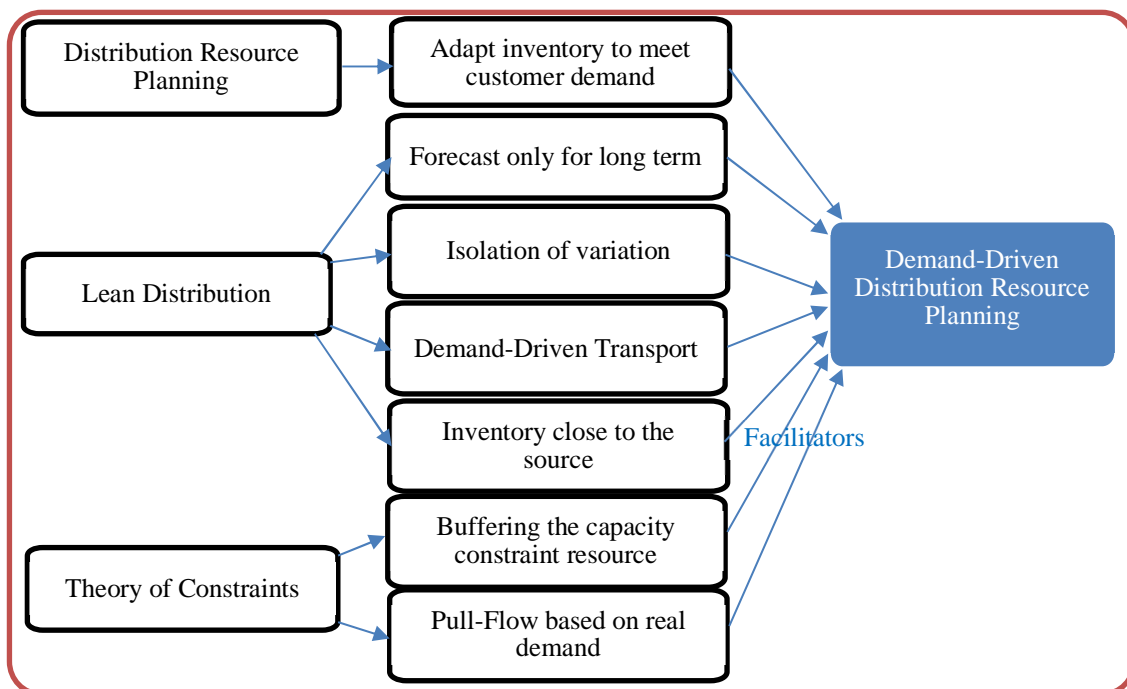 Distribution Resource
Planning
Adapt inventory to meet
customer demand
Forecast only for long term
Isolation of variation
Lean Distribution
Demand-Driven Transport
Inventory close to the
source
Buffering the capacity
constraint resource
Theory of Constraints
Pull-Flow based on real
demand
Demand-Driven
Distribution Resource
Planning
Facilitators